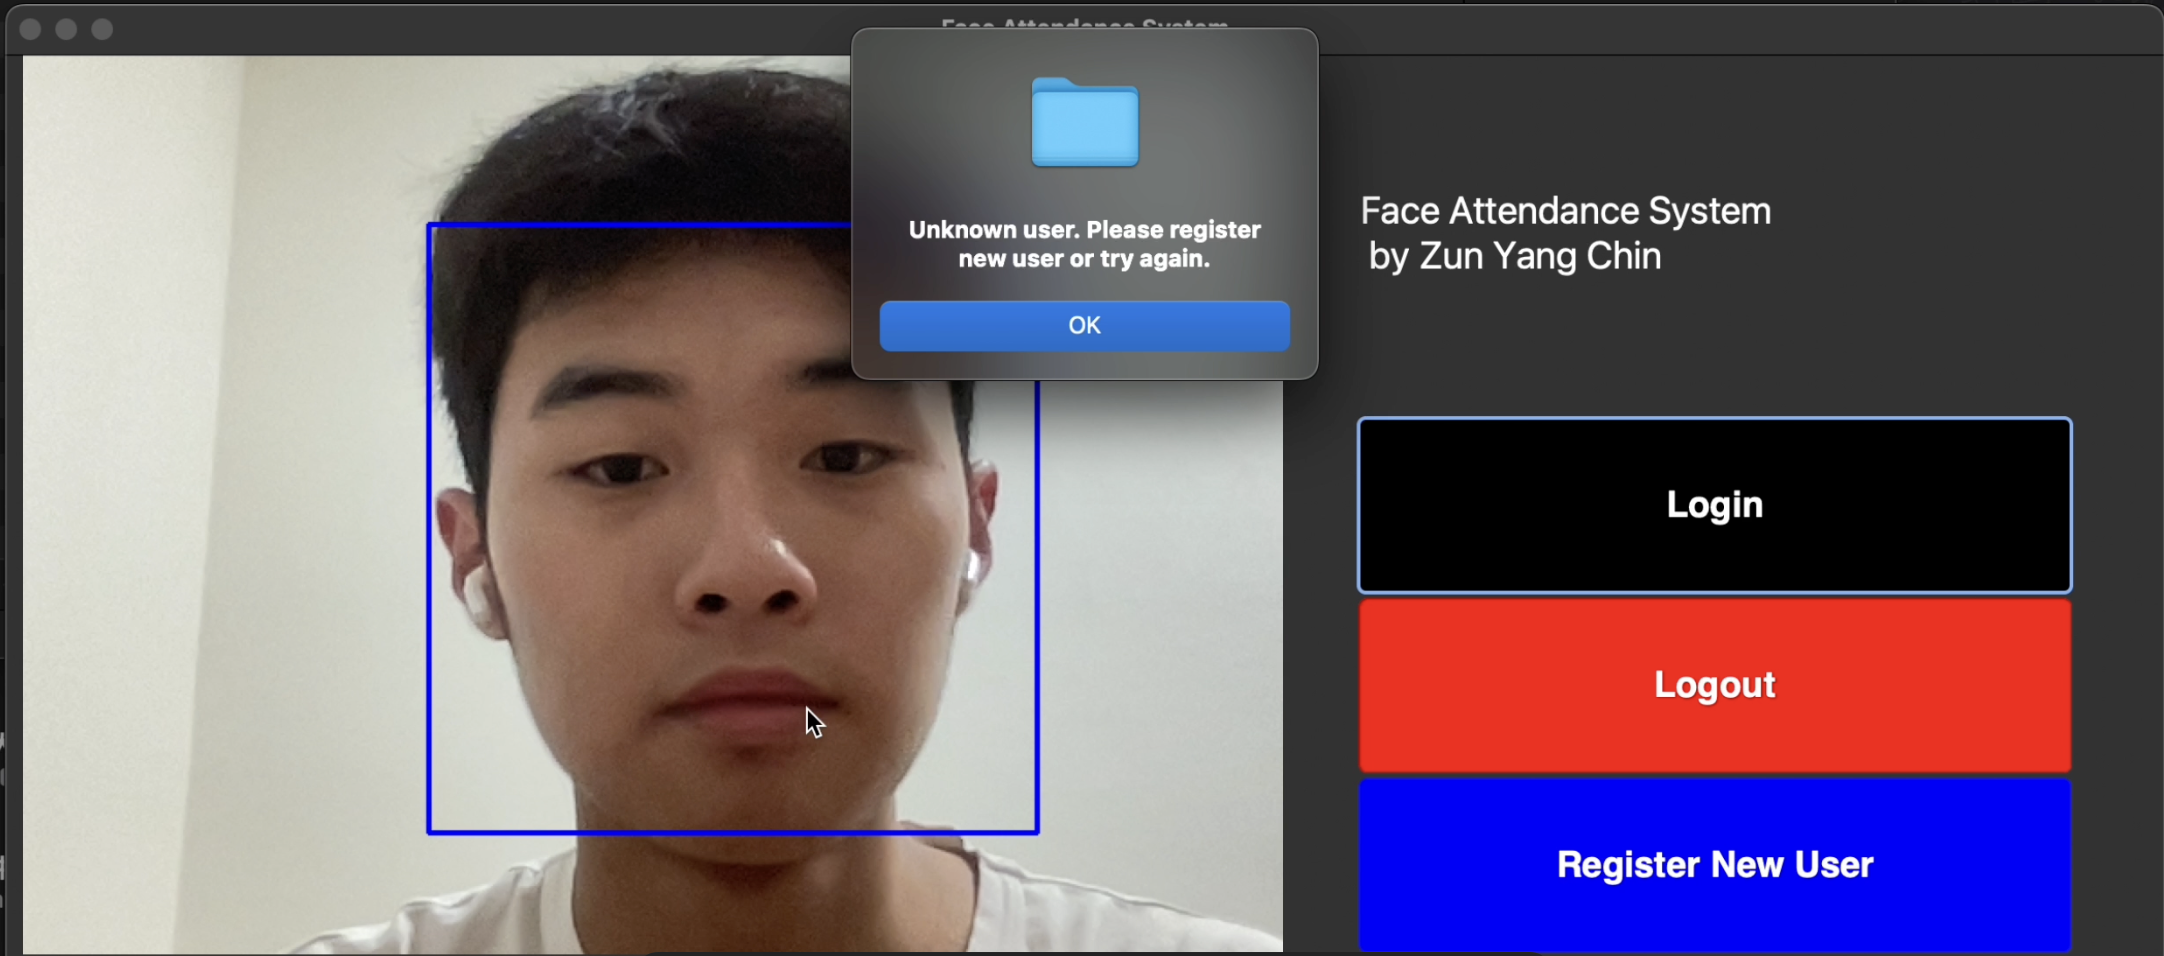 Face Attendance System
Unknown user. Please register
new user or try again.
OK
Face Attendance System
by Zun Yang Chin
Login
Logout
Register New User